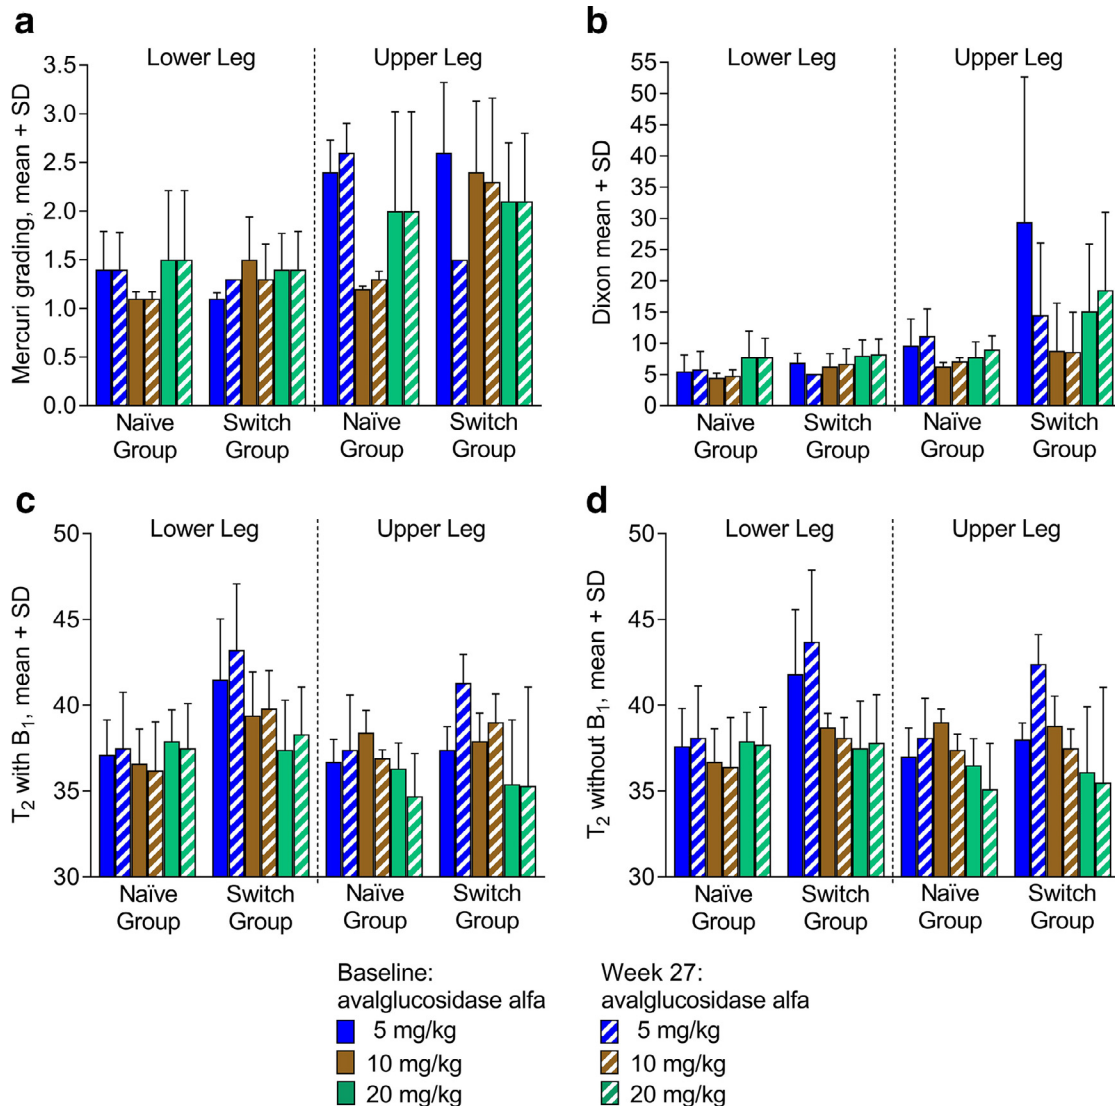 a
Lower Leg
Upper Leg
Mercuri grading, mean + SD
3.5
3.0
2.5
2.0
1.5
1.0
0.5
0.0
Naïve
Group
Switch
Group
Naïve
Group
Switch
Group
b
Lower Leg
Upper Leg
Dixon mean + SD
55
50
45
40
35
30
25
20
15
10
5
0
Naïve
Group
Switch
Group
Naïve
Group
Switch
Group
c
Lower Leg
Upper Leg
T2 with B1, mean + SD
50
45
40
35
30
Naïve
Group
Switch
Group
Naïve
Group
Switch
Group
d
Lower Leg
Upper Leg
T2 without B1, mean + SD
50
45
40
35
30
Naïve
Group
Switch
Group
Naïve
Group
Switch
Group
Baseline:
avalglucosidase alfa
5 mg/kg
10 mg/kg
20 mg/kg
Week 27:
avalglucosidase alfa
5 mg/kg
10 mg/kg
20 mg/kg